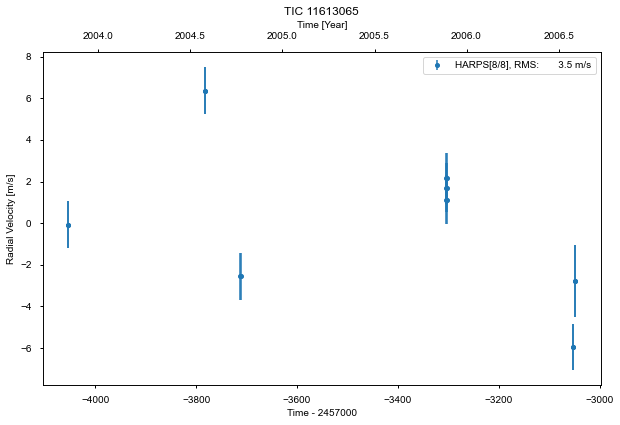 TIC 11613065
Time [Year]
2004.0 2004.5 2005.0 2005.5 2006.0 2006.5
HARPS[8/8], RMS: 3.5 m/s
8
6
4
2
0
−2
−4
−6
Radial Velocity [m/s]
−4000 −3800 −3600 −3400 −3200 −3000
Time - 2457000